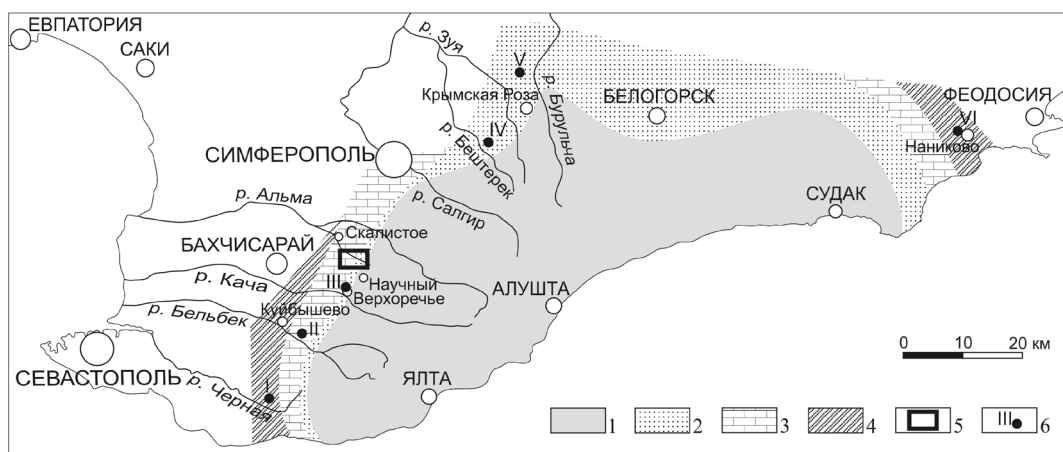 ЕВПАТОРИЯ
САКИ
р. Зуя
V
Крымская Роза
р. Бурульча
БЕЛОГОРСК
ФЕОДОСИЯ
VI
Наниково
IV
р. Бештерек
СИМФЕРОПОЛЬ
р. Салгир
р. Альма
СУДАК
Скалистое
БАХЧИСАРАЙ
р. Кача
III
Научный
Верхоречье
АЛУШТА
Куйбышево
р. Бельбек
II
СЕВАСТОПОЛЬ
р. Черная
I
ЯЛТА
0 10 20 км
1 2 3 4 5 III 6